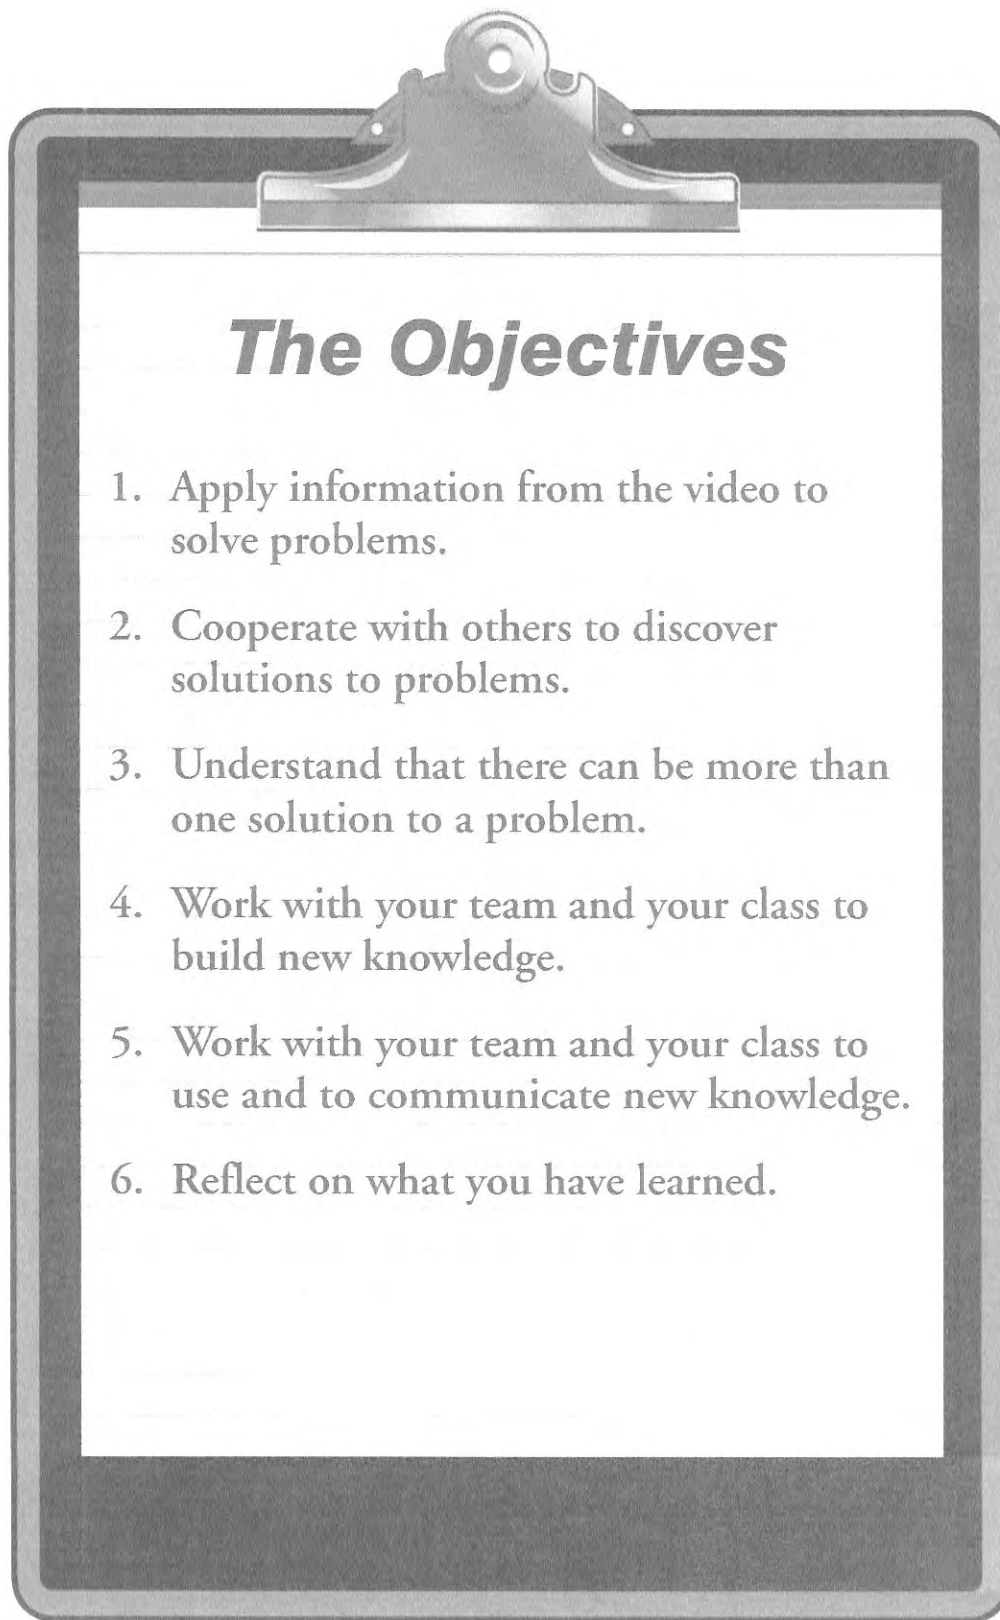 The Objectives
1. Apply information from the video to
solve problems.
2. Cooperate with others to discover
solutions to problems.
3. Understand that there can be more than
one solution to a problem.
4. Work with your team and your class to
build new knowledge.
5. Work with your team and your class to
use and to communicate new knowledge.
6. Reflect on what you have learned.